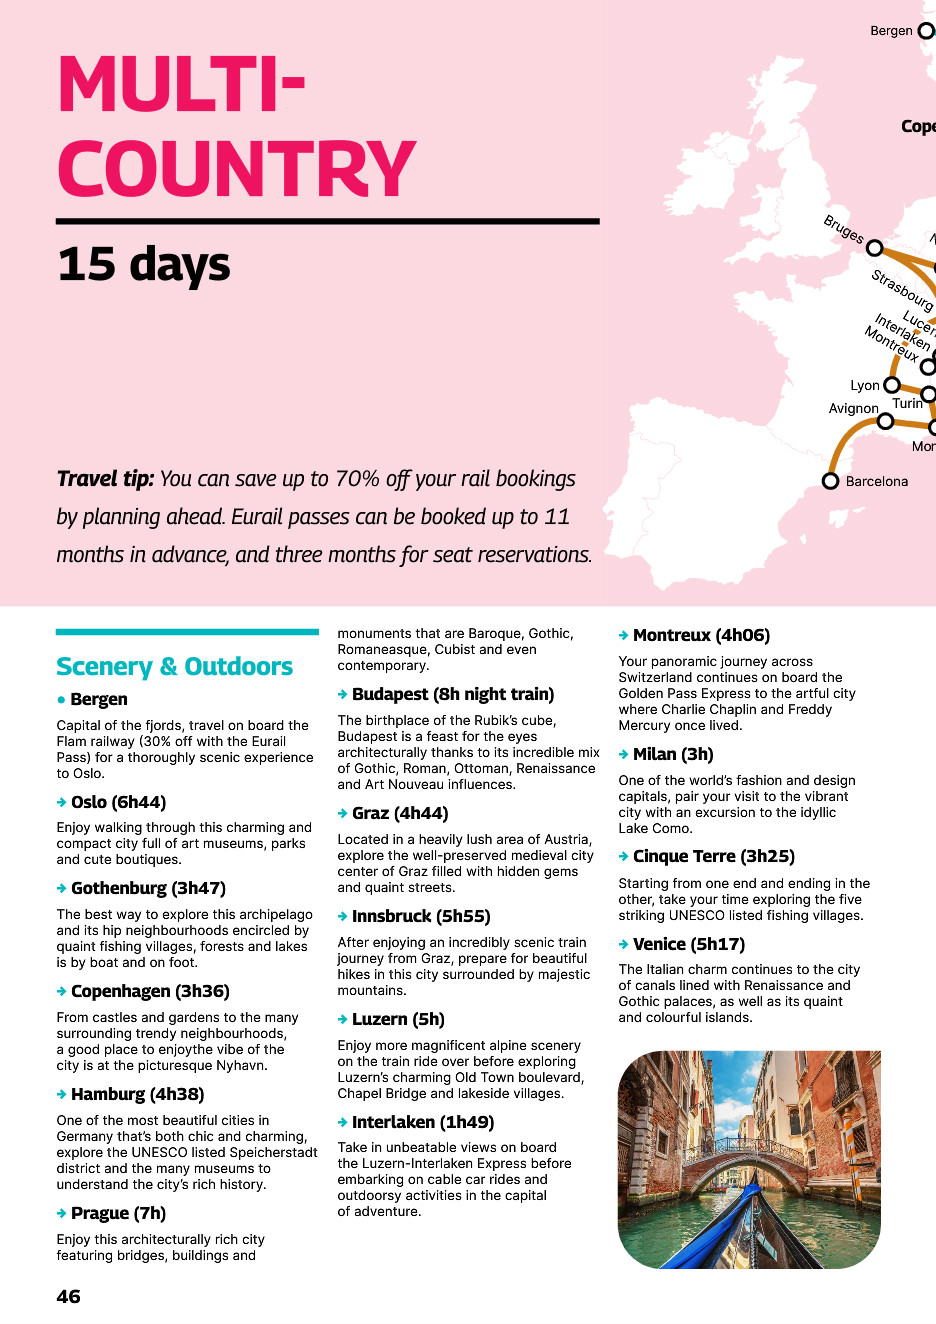 MULTI-
COUNTRY
15 days
Travel tip: You can save up to 70% off your rail bookings
by planning ahead. Eurail passes can be booked up to 11
months in advance, and three months for seat reservations.
Bergen
Cope
Bruges
N
Strasbourg
Lucern
Interlaken
Montreux
Lyon
Turin
Avignon
Mon
Barcelona
Scenery & Outdoors
• Bergen
Capital of the fjords, travel on board the
Flam railway (30% off with the Eurail
Pass) for a thoroughly scenic experience
to Oslo.
→ Oslo (6h44)
Enjoy walking through this charming and
compact city full of art museums, parks
and cute boutiques.
→ Gothenburg (3h47)
The best way to explore this archipelago
and its hip neighbourhoods encircled by
quaint fishing villages, forests and lakes
is by boat and on foot.
→ Copenhagen (3h36)
From castles and gardens to the many
surrounding trendy neighbourhoods,
a good place to enjoythe vibe of the
city is at the picturesque Nyhavn.
→ Hamburg (4h38)
One of the most beautiful cities in
Germany that's both chic and charming,
explore the UNESCO listed Speicherstadt
district and the many museums to
understand the city's rich history.
→ Prague (7h)
Enjoy this architecturally rich city
featuring bridges, buildings and
monuments that are Baroque, Gothic,
Romaneasque, Cubist and even
contemporary.
→ Budapest (8h night train)
The birthplace of the Rubik's cube,
Budapest is a feast for the eyes
architecturally thanks to its incredible mix
of Gothic, Roman, Ottoman, Renaissance
and Art Nouveau influences.
→ Graz (4h44)
Located in a heavily lush area of Austria,
explore the well-preserved medieval city
center of Graz filled with hidden gems
and quaint streets.
→ Innsbruck (5h55)
After enjoying an incredibly scenic train
journey from Graz, prepare for beautiful
hikes in this city surrounded by majestic
mountains.
→ Luzern (5h)
Enjoy more magnificent alpine scenery
on the train ride over before exploring
Luzern's charming Old Town boulevard,
Chapel Bridge and lakeside villages.
→ Interlaken (1h49)
Take in unbeatable views on board
the Luzern-Interlaken Express before
embarking on cable car rides and
outdoorsy activities in the capital
of adventure.
→ Montreux (4h06)
Your panoramic journey across
Switzerland continues on board the
Golden Pass Express to the artful city
where Charlie Chaplin and Freddy
Mercury once lived.
→ Milan (3h)
One of the world's fashion and design
capitals, pair your visit to the vibrant
city with an excursion to the idyllic
Lake Como.
→ Cinque Terre (3h25)
Starting from one end and ending in the
other, take your time exploring the five
striking UNESCO listed fishing villages.
→ Venice (5h17)
The Italian charm continues to the city
of canals lined with Renaissance and
Gothic palaces, as well as its quaint
and colourful islands.
46